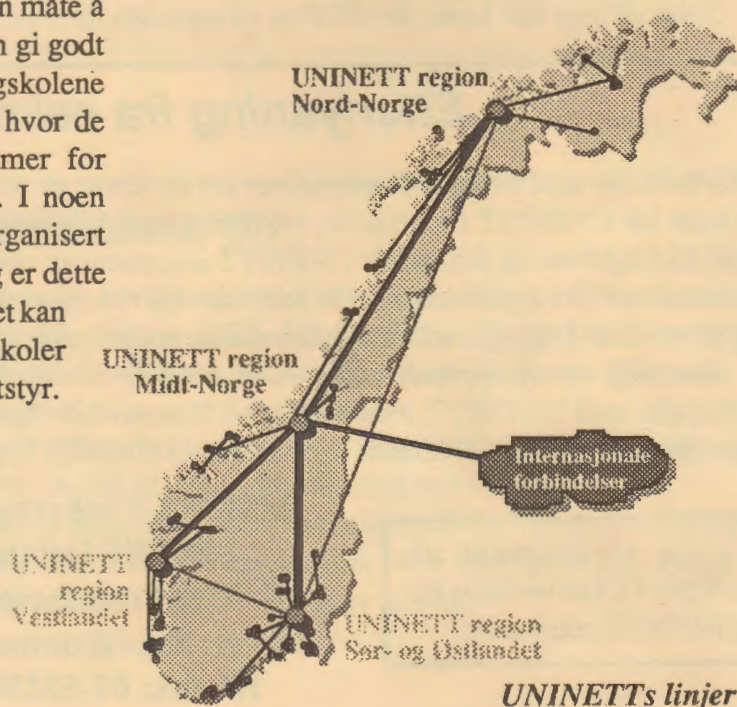 n måte å
n gi godt
gskolene
hvor de
mer for
. I noen
rganisert
g er dette
et kan
koler
tstyr.
UNINETT region
Nord-Norge
UNINETT region
Midt-Norge
Internasjonale
forbindelser
UNINETT
region
Vestlandet
UNINETT region
Sør- og Østlandet
UNINETTs linjer